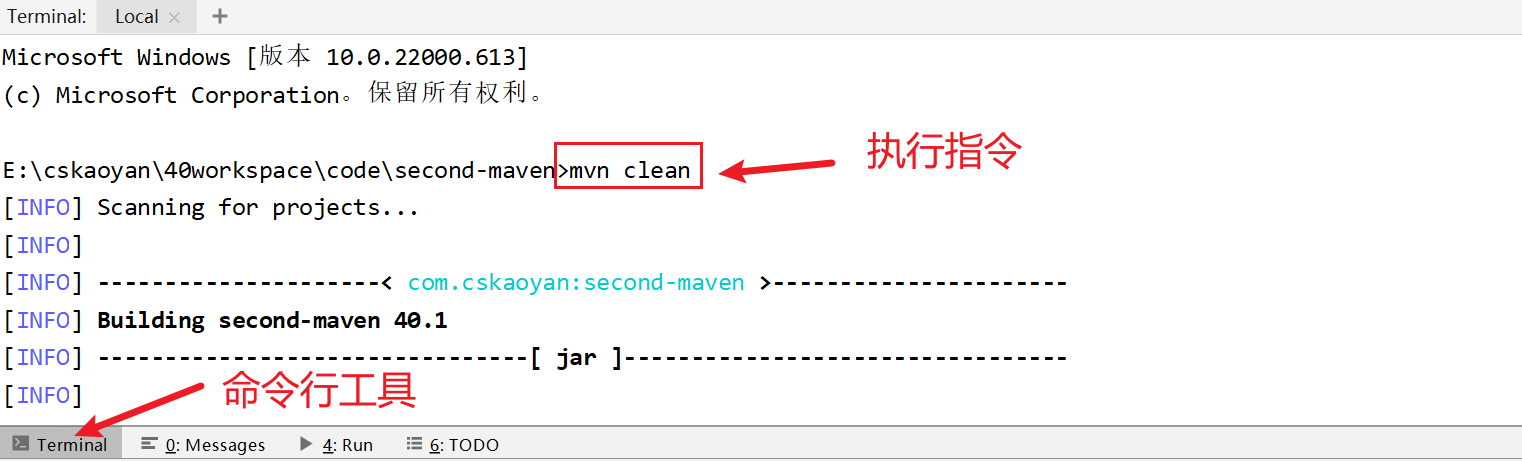 Terminal: Local × +
Microsoft Windows [版本 10.0.22000.613]
(c) Microsoft Corporation。保留所有权利。
E:\cskaoyan\40workspace\code\second-maven>mvn clean
执行指令
[INFO] Scanning for projects...
[INFO]
[INFO] --------------------< com.cskaoyan:second-maven >----------------------
[INFO] Building second-maven 40.1
[INFO] --------------------------------[ jar ]---------------------------------
[INFO]
命令行工具
Terminal 0: Messages 4: Run 6: TODO